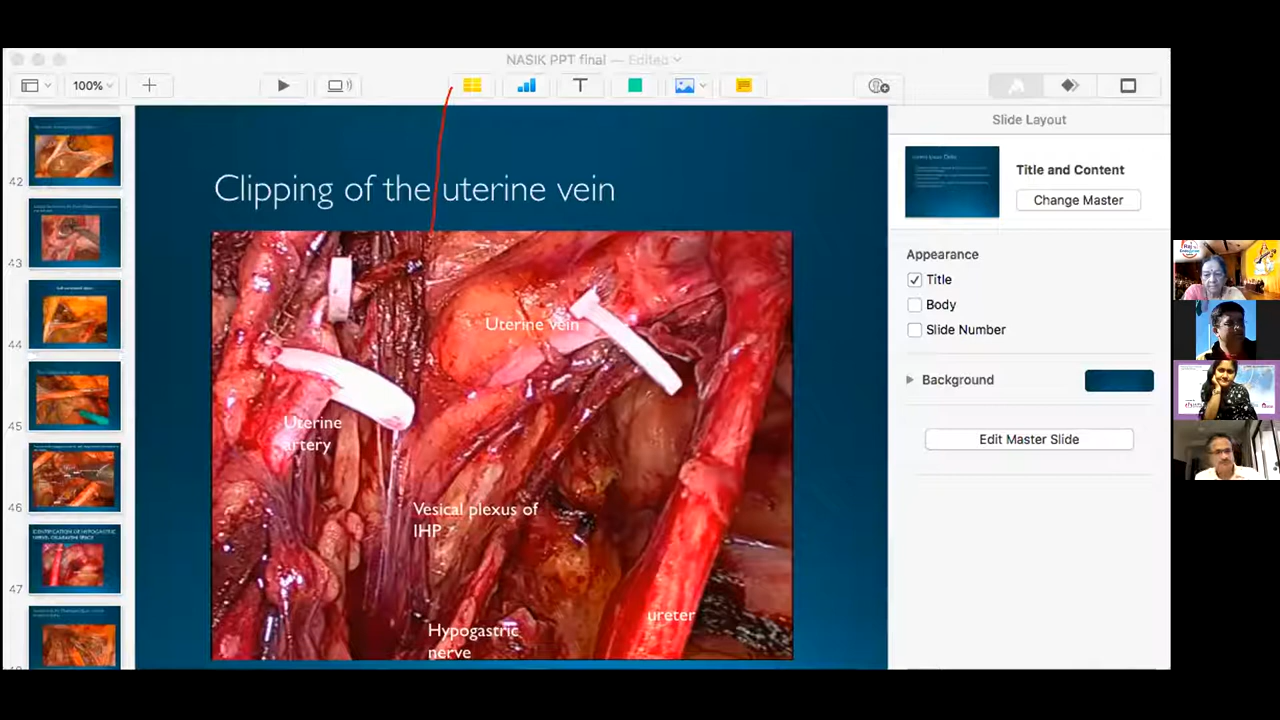 NASIK PPT final — Edited
100%
Slide Layout
Title and Content
Change Master
Appearance
Title
Body
Slide Number
Background
Edit Master Slide
42
43
44
45
46
47
Clipping of the uterine vein
Uterine vein
Uterine
artery
Vesical plexus of
IHP
ureter
Hypogastric
nerve